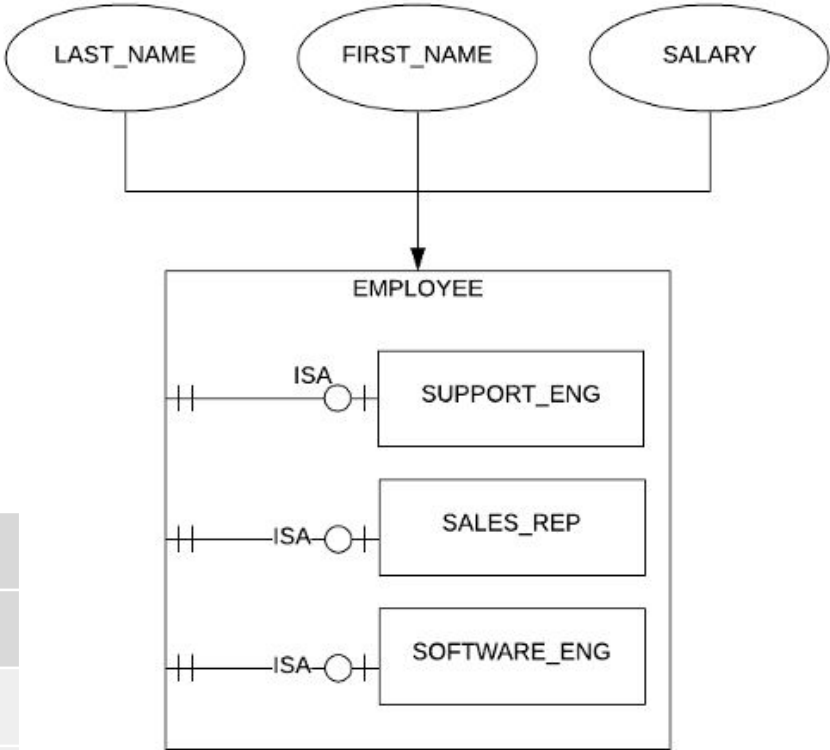 LAST_NAME
FIRST_NAME
SALARY
EMPLOYEE
ISA
SUPPORT_ENG
ISA
SALES_REP
ISA
SOFTWARE_ENG